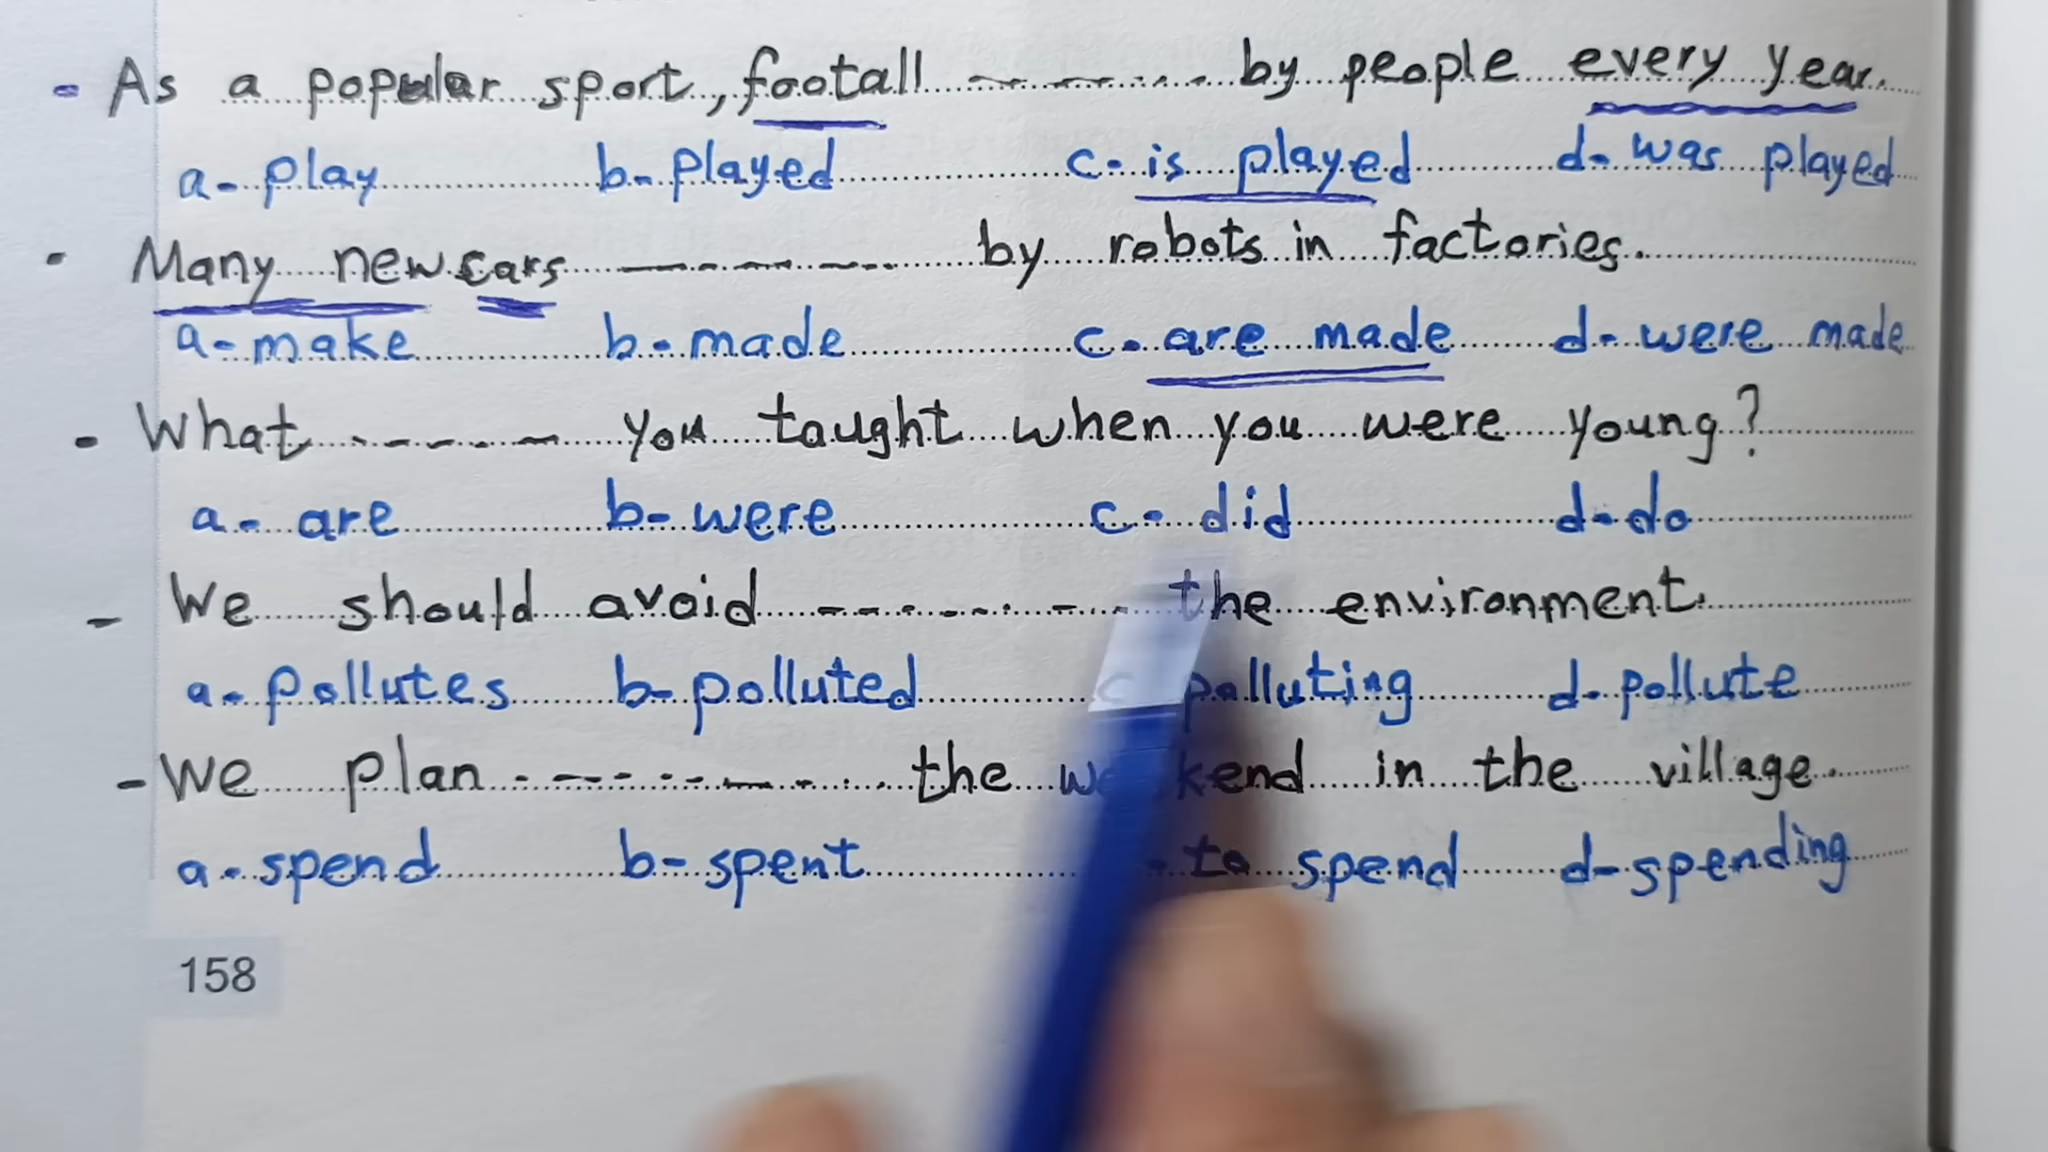 - As a popular sport, footall ---------- by people every year.
a- play b- played c- is played d- was played
- Many new cars ---------- by robots in factories.
a- make b- made c- are made d- were made
- What ------ you taught when you were young?
a- are b- were c- did d- do
- We should avoid ---------- the environment.
a- pollutes b- polluted c polluting d- pollute
- We plan ---------- the in the village.
a- spend b- spent - to spend d- spending
158